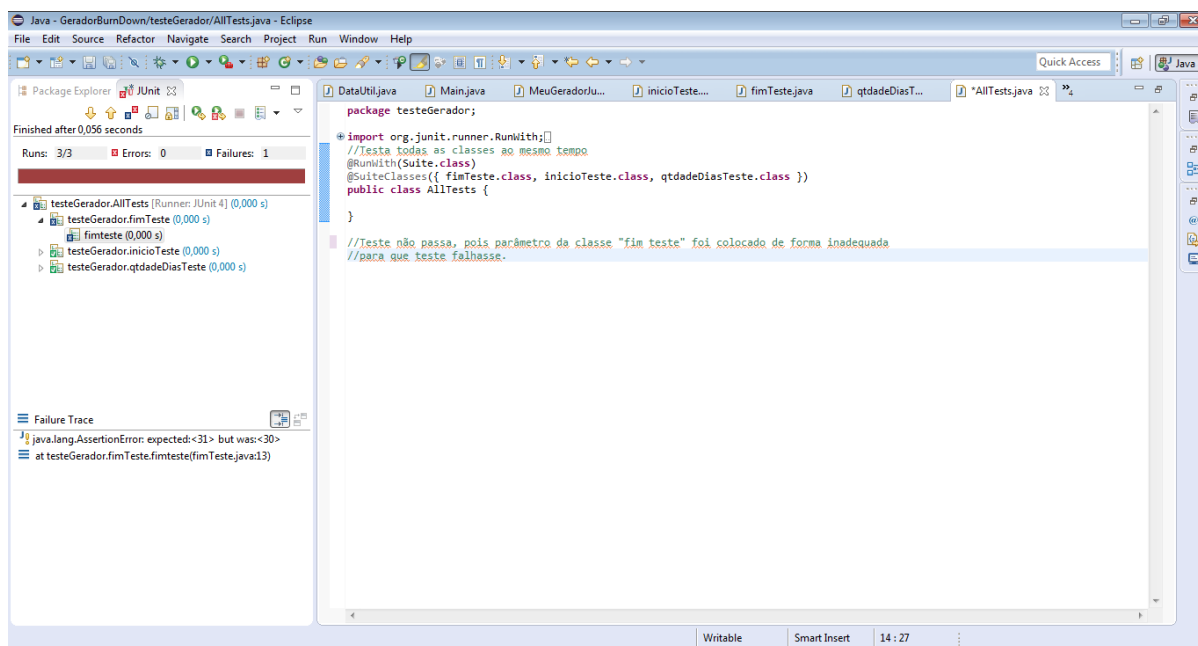 Java - GeradorBurnDown/testeGerador/AllTests.java - Eclipse
File Edit Source Refactor Navigate Search Project Run Window Help
Quick Access
Java
Package Explorer JUnit
DataUtil.java Main.java MeuGeradorJu... inicioTeste.... fimTeste.java qtdadeDiasT... *AllTests.java »4
Finished after 0,056 seconds
Runs: 3/3 Errors: 0 Failures: 1
testeGerador.AllTests [Runner: JUnit 4] (0,000 s)
testeGerador.fimTeste (0,000 s)
fimteste (0,000 s)
testeGerador.inicioTeste (0,000 s)
testeGerador.qtdadeDiasTeste (0,000 s)
package testeGerador;
import org.junit.runner.RunWith;
//Testa todas as classes ao mesmo tempo
@RunWith(Suite.class)
@SuiteClasses({ fimTeste.class, inicioTeste.class, qtdadeDiasTeste.class })
public class AllTests {
}
//Teste não passa, pois parâmetro da classe "fim teste" foi colocado de forma inadequada
//para que teste falhasse.
Failure Trace
java.lang.AssertionError: expected:<31> but was:<30>
at testeGerador.fimTeste.fimteste(fimTeste.java:13)
Writable Smart Insert 14 : 27